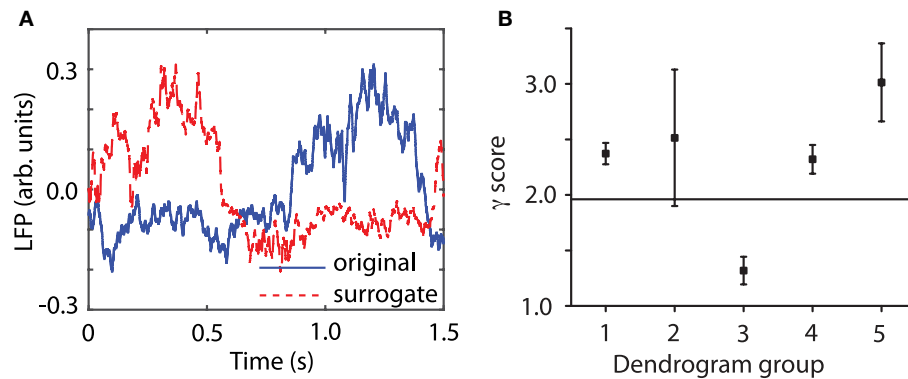 A
LFP (arb. units)
0.3
0.0
-0.3
original
surrogate
0
0.5
1.0
1.5
Time (s)
B
γ score
3.0
2.0
1.0
1
2
3
4
5
Dendrogram group